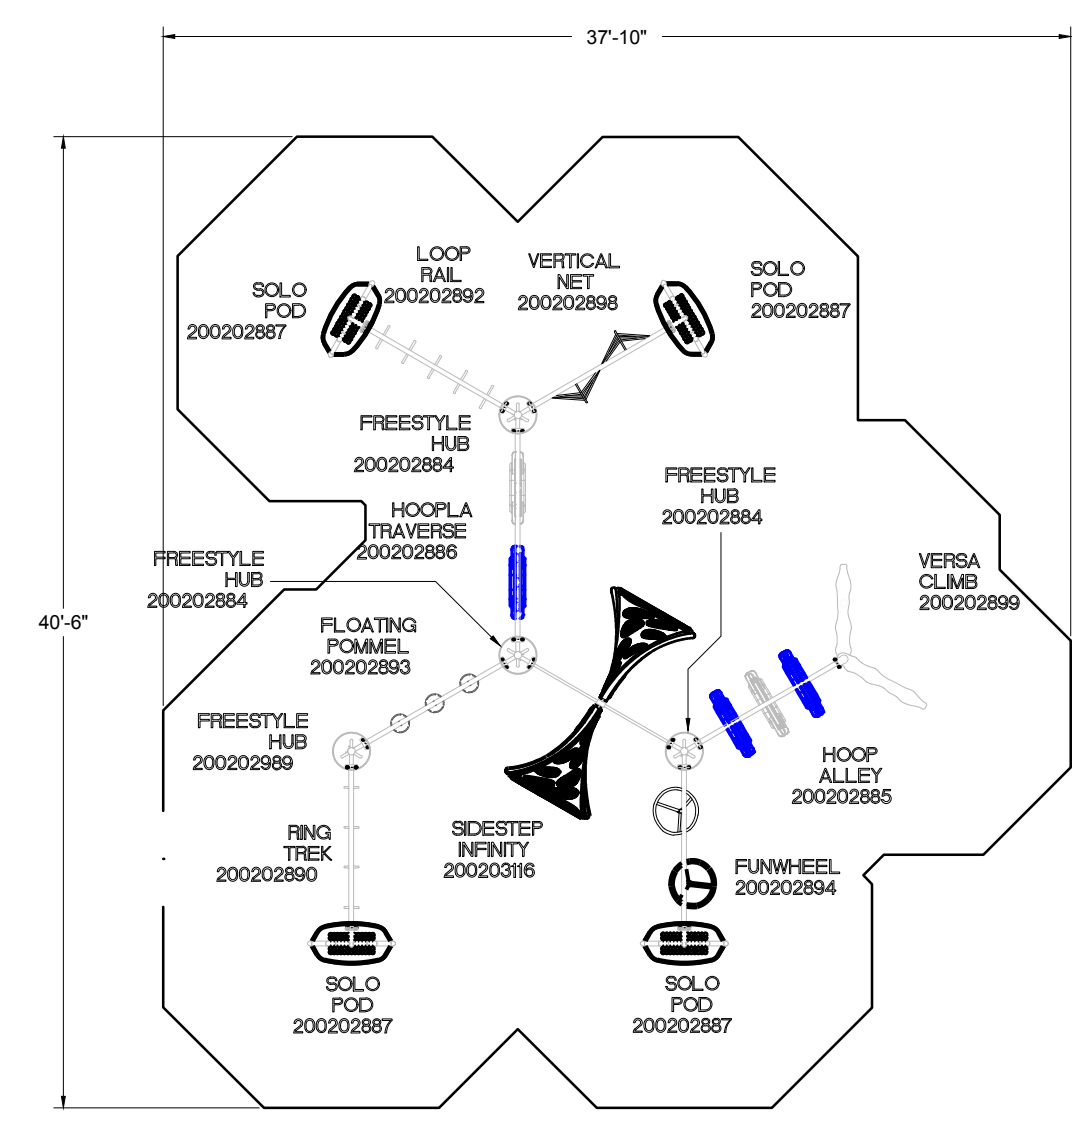 37'-10"
LOOP
RAIL
200202892
VERTICAL
NET
200202898
SOLO
POD
200202887
SOLO
POD
200202887
FREESTYLE
HUB
200202884
FREESTYLE
HUB
200202884
HOOPLA
TRAVERSE
200202886
FREESTYLE
HUB
200202884
VERSA
CLIMB
200202899
40'-6"
FLOATING
POMMEL
200202893
FREESTYLE
HUB
200202989
HOOP
ALLEY
200202885
RING
TREK
200202890
SIDESTEP
INFINITY
200203116
FUNWHEEL
200202894
SOLO
POD
200202887
SOLO
POD
200202887